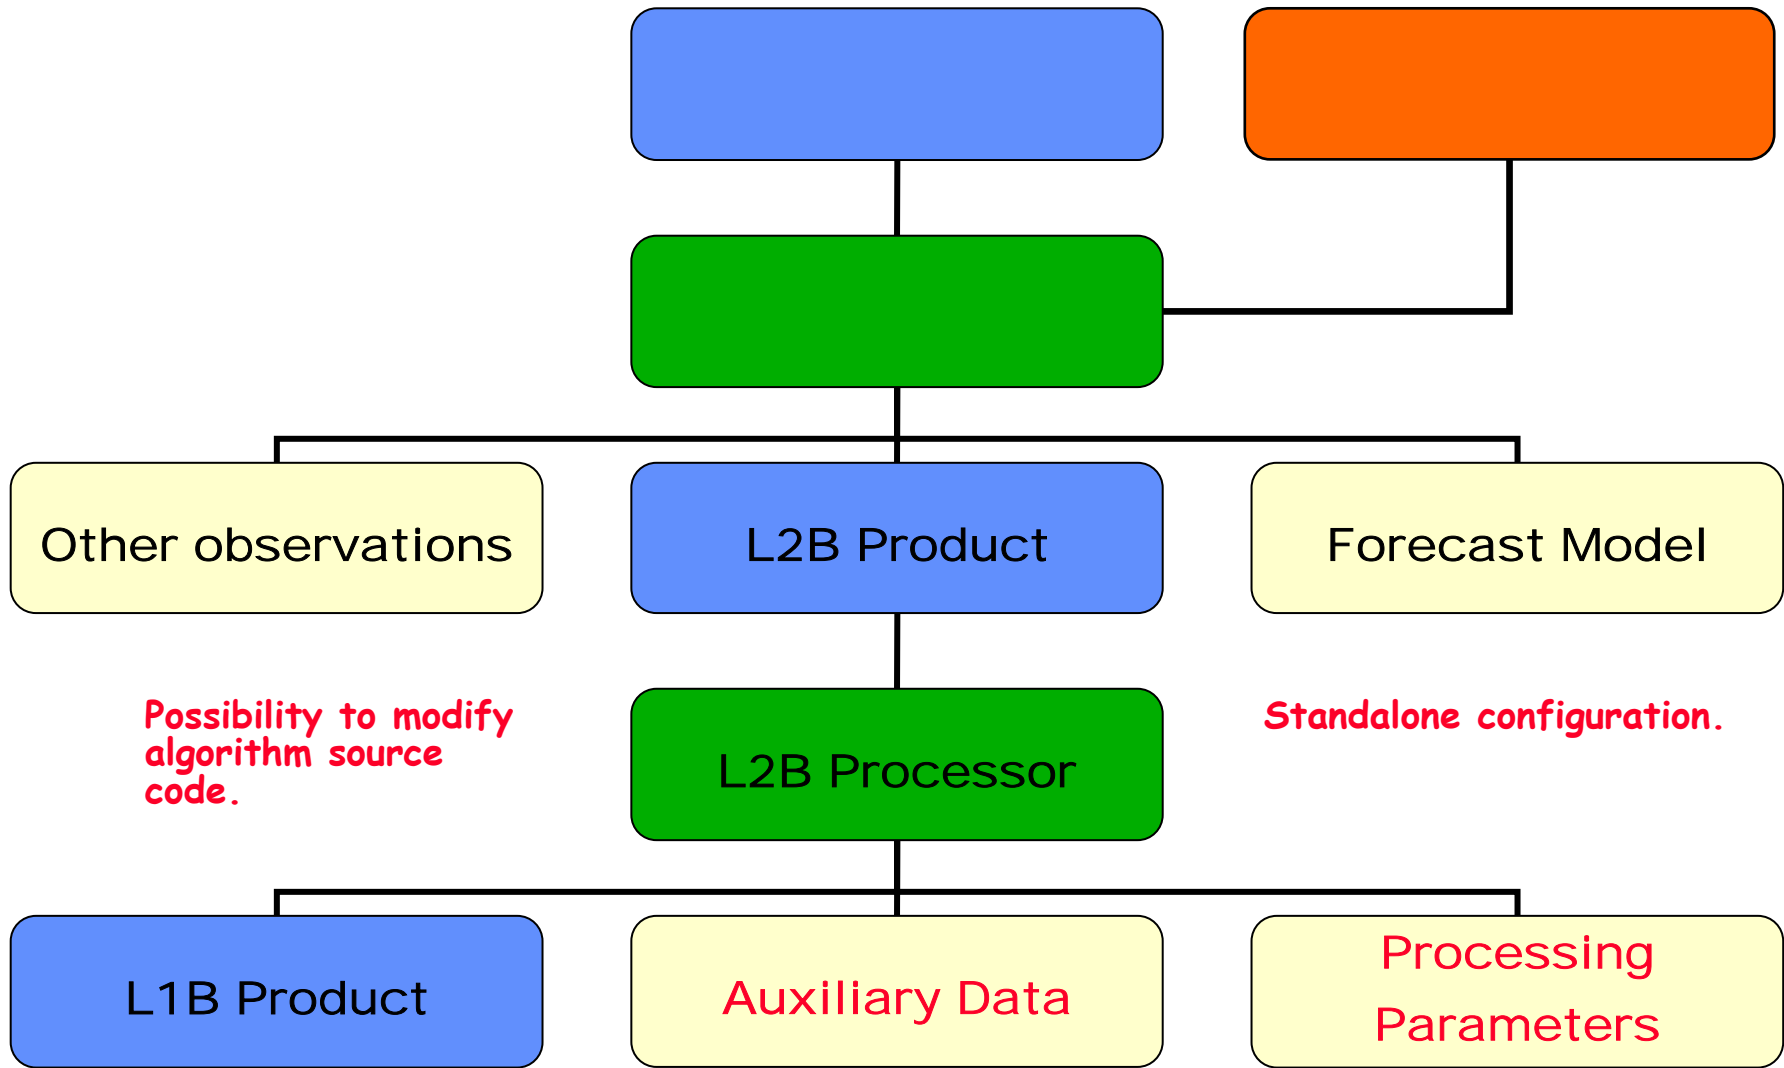 Other observations
L2B Product
Forecast Model
Possibility to modify
algorithm source
code.
L2B Processor
Standalone configuration.
L1B Product
Auxiliary Data
Processing
Parameters